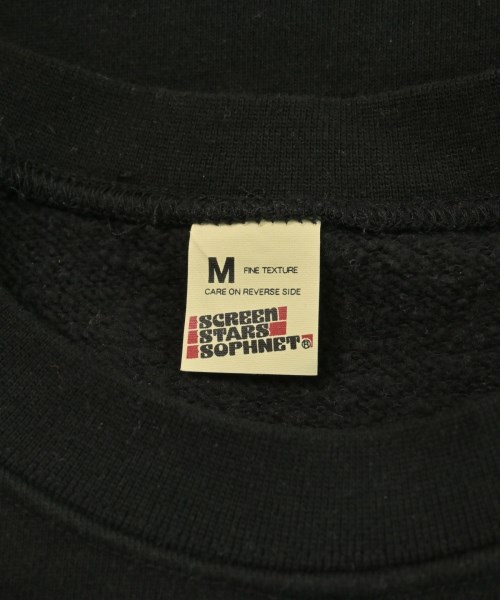 M FINE TEXTURE
CARE ON REVERSE SIDE
SCREEN
STARS
SOPHNET.®